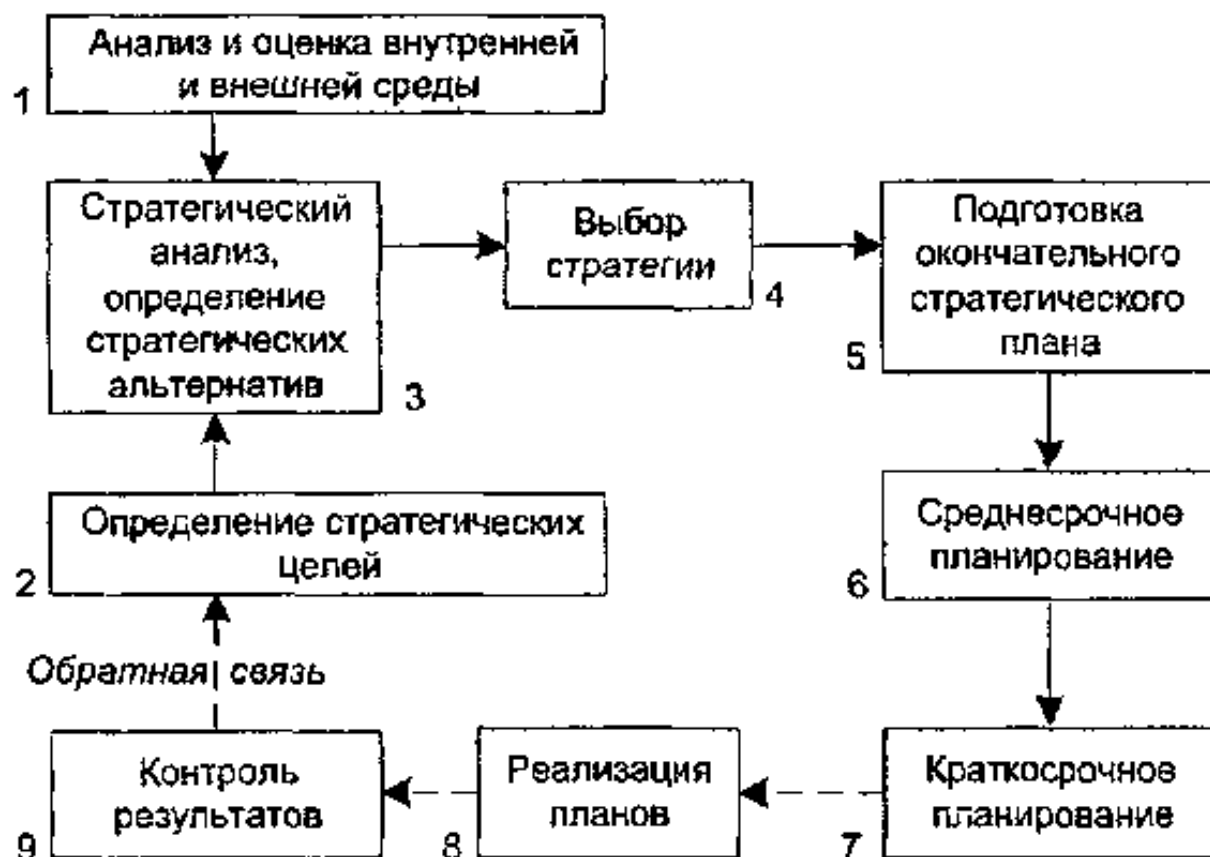 Анализ и оценка внутренней
и внешней среды
1
Стратегический
анализ,
определение
стратегических
альтернатив
3
Выбор
стратегии
4
Подготовка
окончательного
стратегического
плана
5
Определение стратегических
целей
2
Среднесрочное
планирование
6
Обратная связь
Контроль
результатов
9
Реализация
планов
8
Краткосрочное
планирование
7